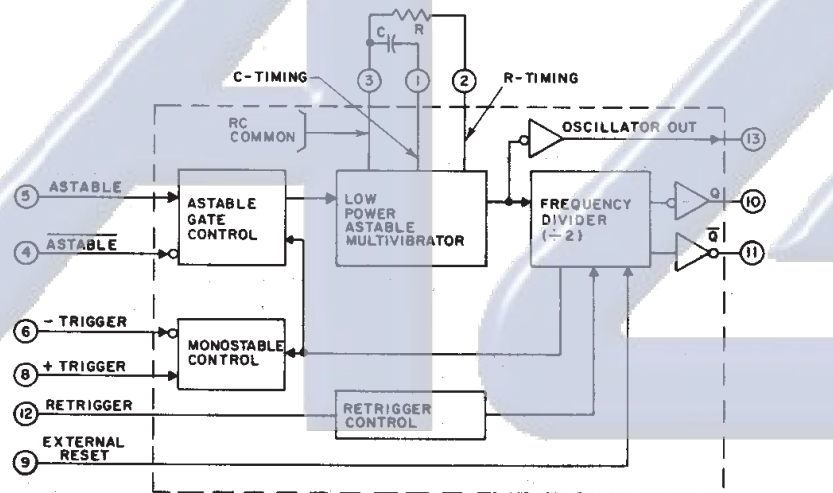 C
R
3
1
2
C-TIMING
R-TIMING
RC
COMMON
OSCILLATOR OUT
13
5
ASTABLE
ASTABLE
GATE
CONTROL
LOW
POWER
ASTABLE
MULTIVIBRATOR
FREQUENCY
DIVIDER
(÷2)
Q
10
4
ASTABLE
Q
11
6
- TRIGGER
MONOSTABLE
CONTROL
8
+ TRIGGER
12
RETRIGGER
RETRIGGER
CONTROL
9
EXTERNAL
RESET